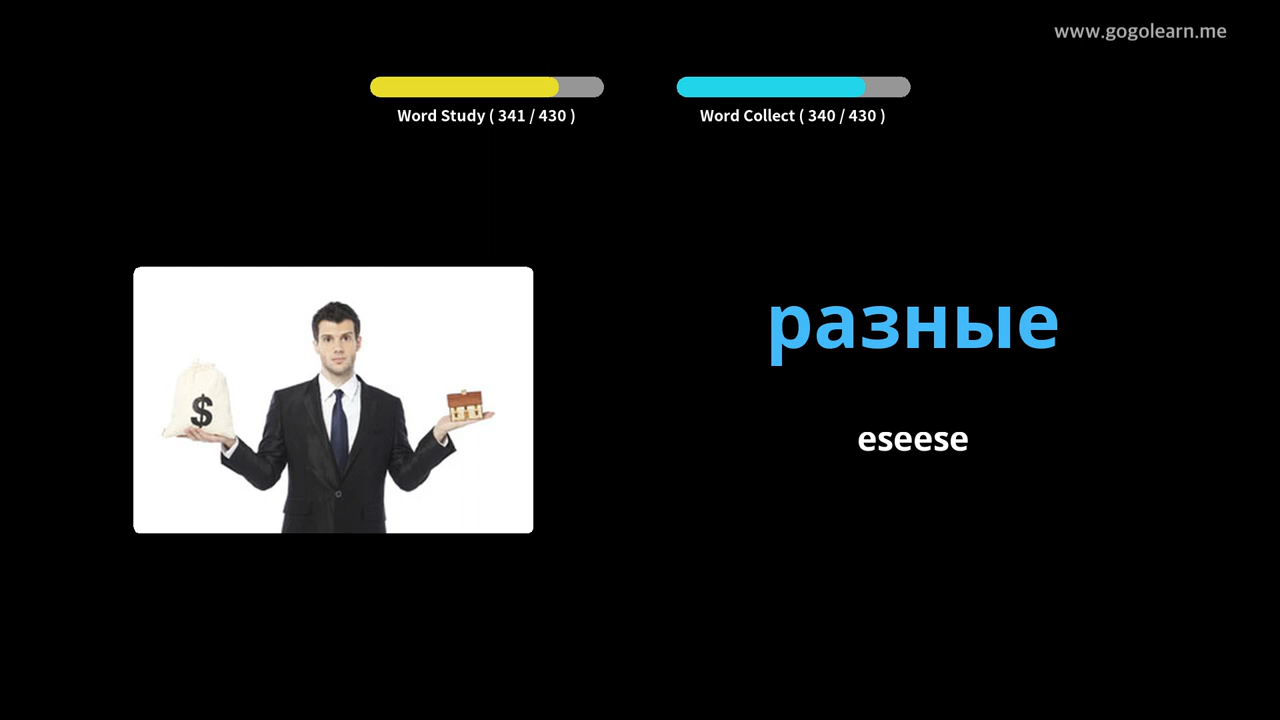 www.gogolearn.me
Word Study ( 341 / 430 )
Word Collect ( 340 / 430 )
разные
$
eseese